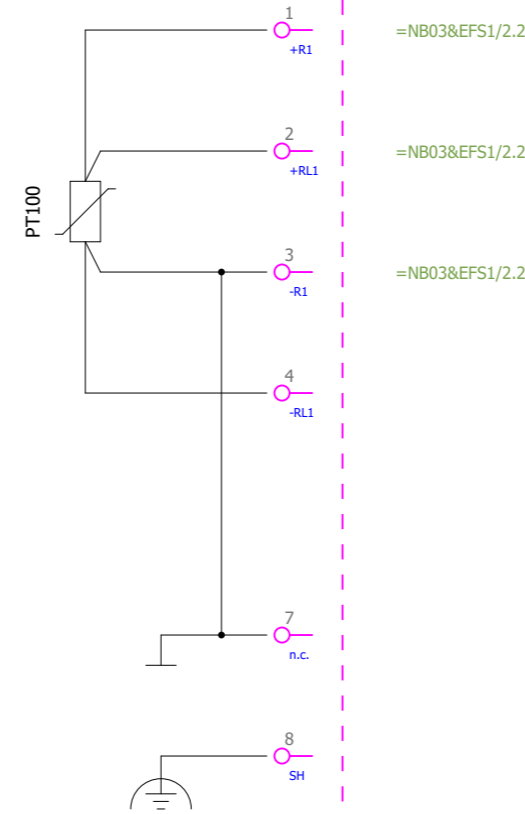 1
+R1
=NB03&EFS1/2.2
2
+RL1
=NB03&EFS1/2.2
PT100
3
-R1
=NB03&EFS1/2.2
4
-RL1
7
n.c.
8
SH